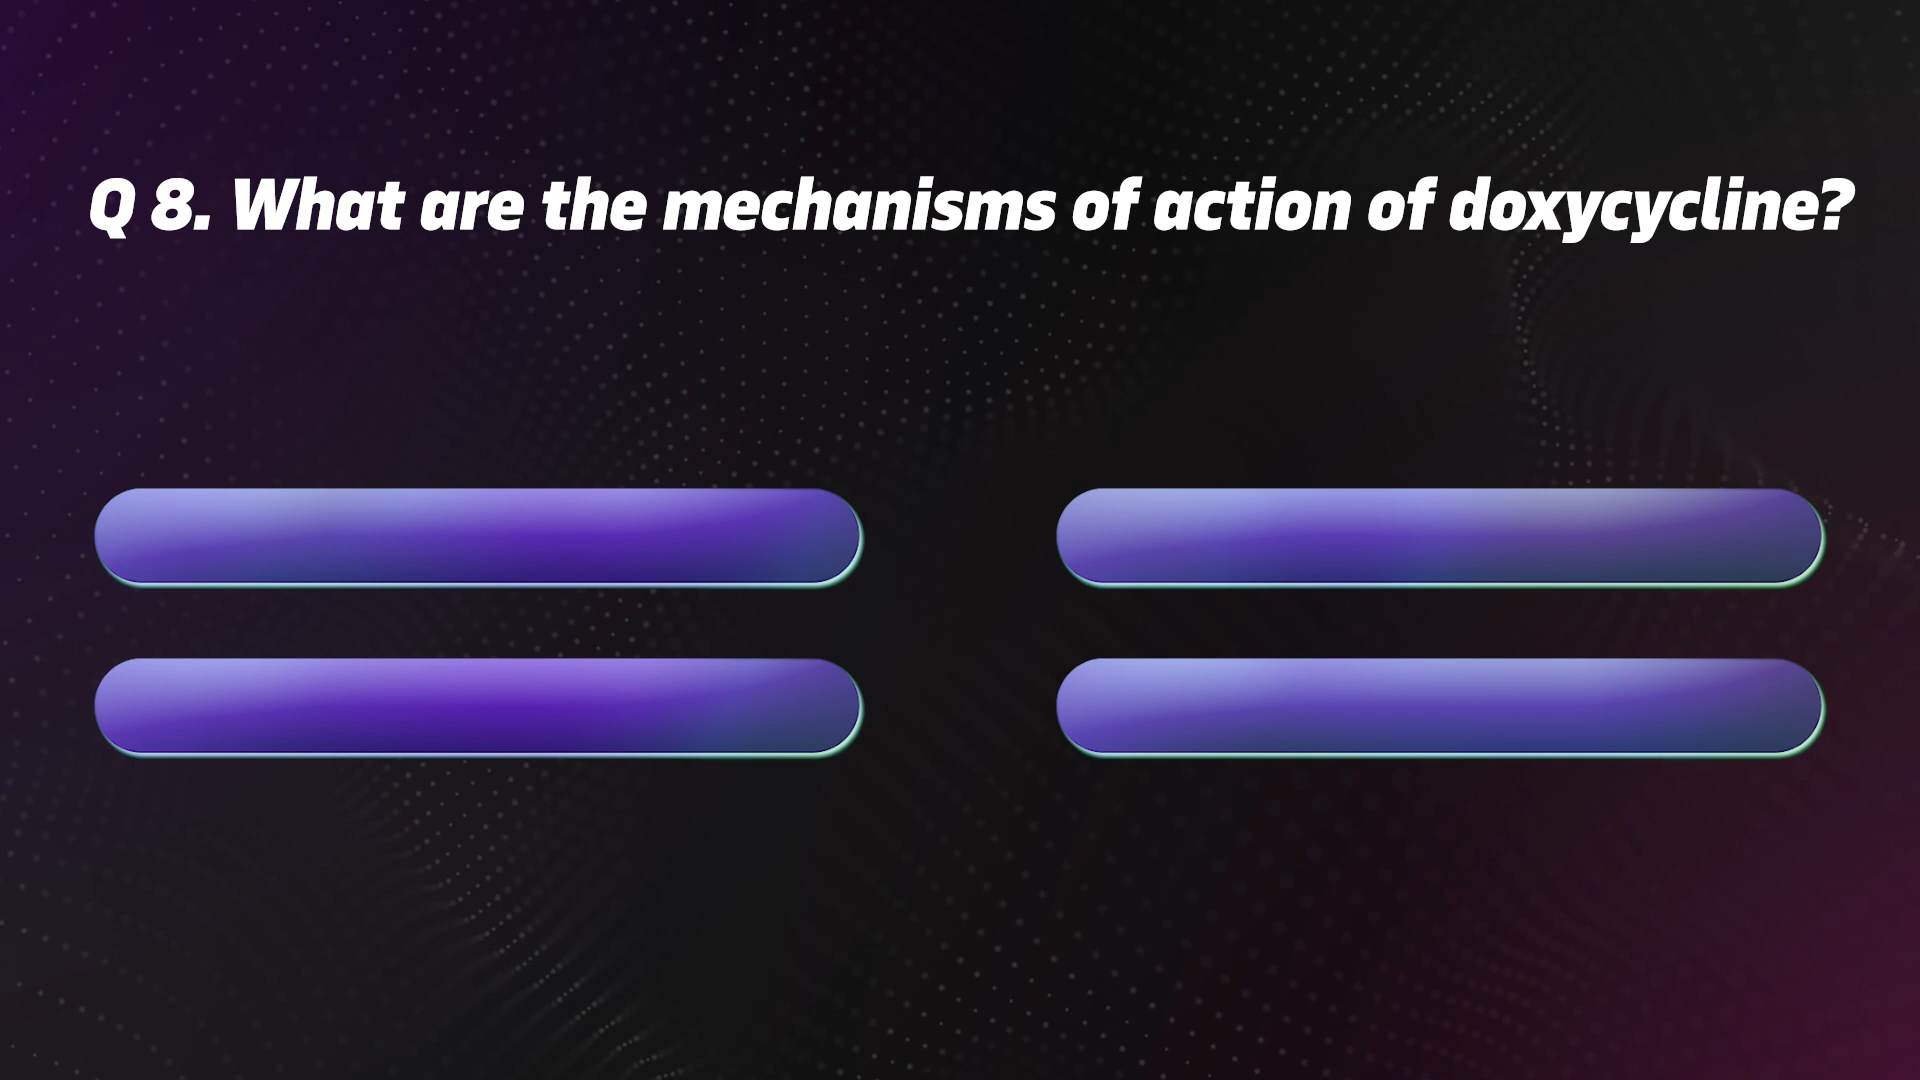 Q 8. What are the mechanisms of action of doxycycline?